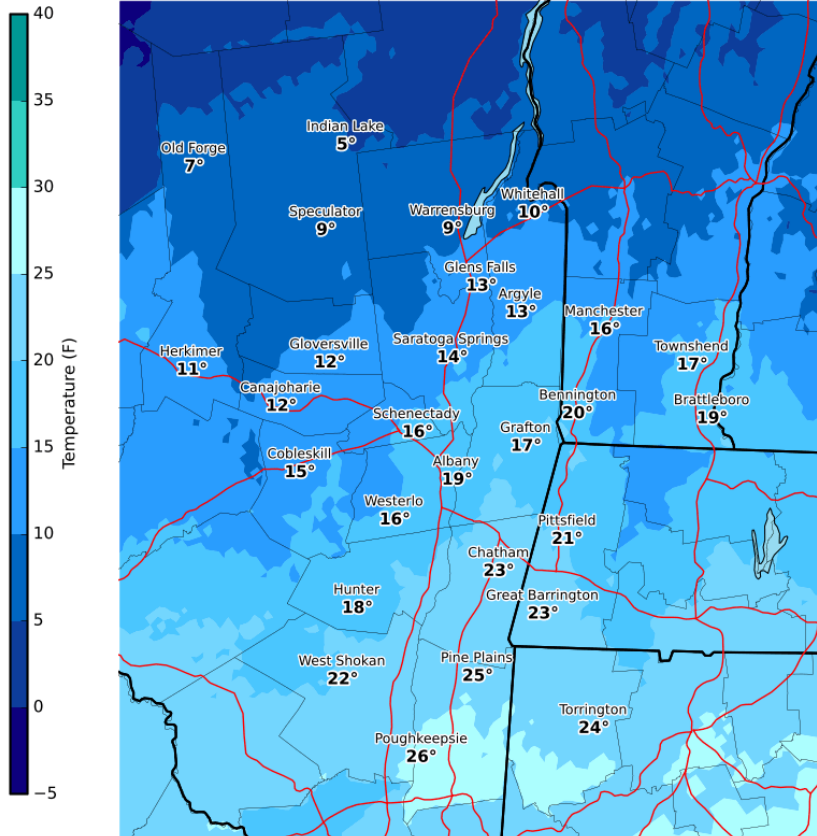 40
35
30
25
20
15
10
5
0
−5
Temperature (F)
Indian Lake
5°
Old Forge
7°
Whitehall
10°
Speculator
9°
Warrensburg
9°
Glens Falls
13°
Argyle
13°
Manchester
16°
Saratoga Springs
14°
Gloversville
12°
Herkimer
11°
Townshend
17°
Canajoharie
12°
Bennington
20°
Brattleboro
19°
Schenectady
16°
Grafton
17°
Cobleskill
15°
Albany
19°
Westerlo
16°
Pittsfield
21°
Chatham
23°
Hunter
18°
Great Barrington
23°
West Shokan
22°
Pine Plains
25°
Torrington
24°
Poughkeepsie
26°